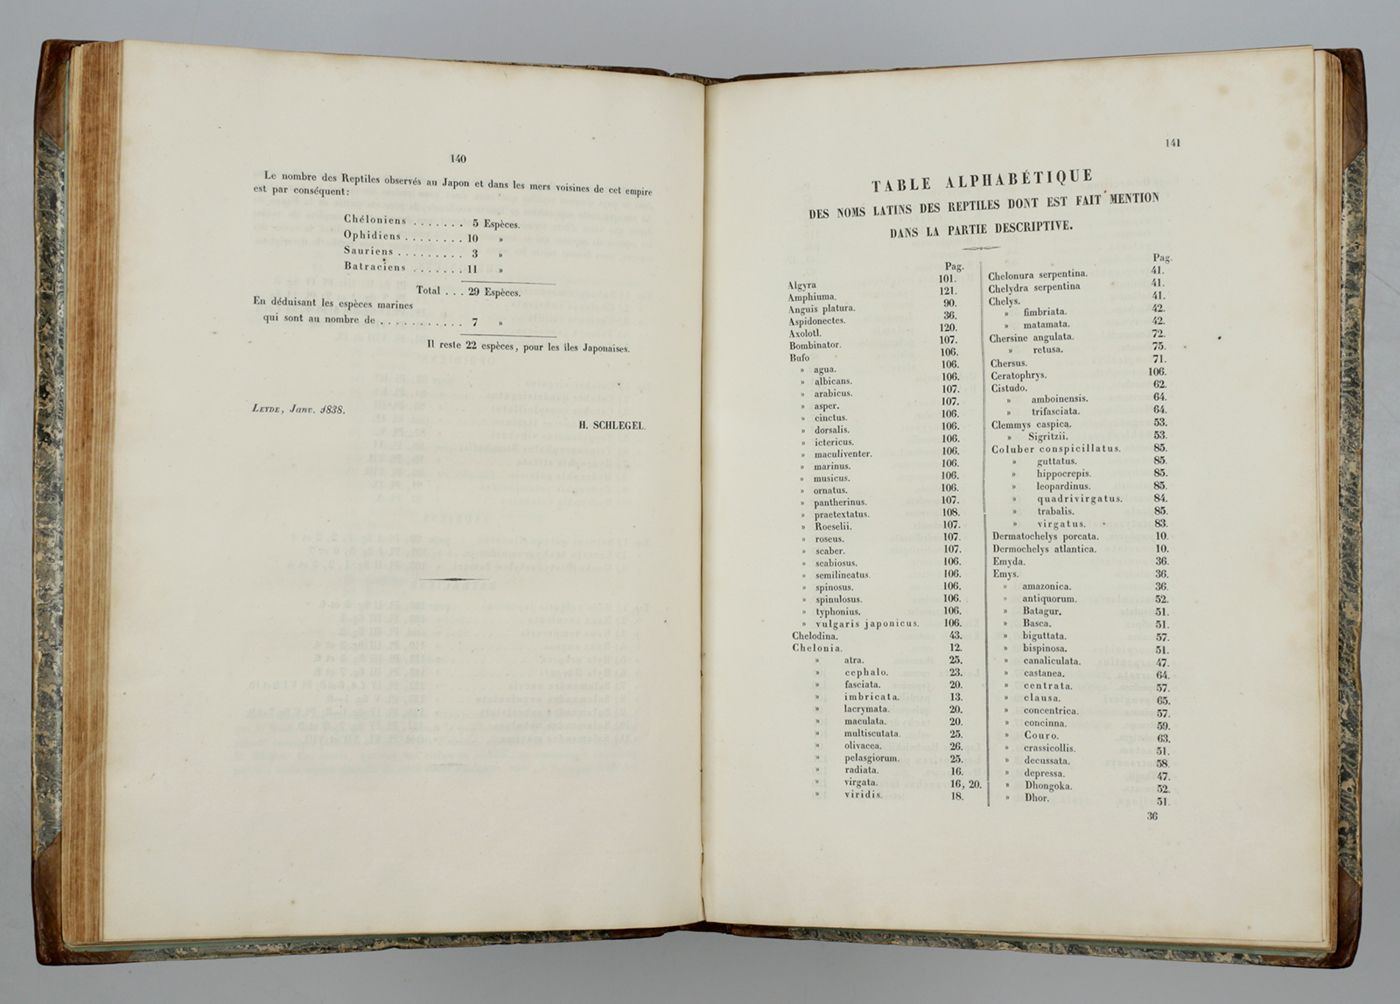 140
Le nombre des Reptiles observés au Japon et dans les mers voisines de cet empire
est par conséquent:
Chéloniens . . . . . . . 5 Espèces.
Ophidiens . . . . . . . . 10 »
Sauriens . . . . . . . . . 3 »
Batraciens . . . . . . . 11 »
Total . . . 29 Espèces.
En déduisant les espèces marines
qui sont au nombre de . . . . . . . . . . . 7 »
Il reste 22 espèces, pour les îles Japonaises.
Leyde, Janv. 1838.
H. SCHLEGEL.
141
TABLE ALPHABÉTIQUE
DES NOMS LATINS DES REPTILES DONT EST FAIT MENTION
DANS LA PARTIE DESCRIPTIVE.
Pag.
Algyra 101.
Amphiuma. 121.
Anguis platura. 90.
Aspidonectes. 36.
Axolotl. 120.
Bombinator. 107.
Bufo 106.
» agua. 106.
» albicans. 106.
» arabicus. 107.
» asper. 107.
» cinctus. 106.
» dorsalis. 106.
» ictericus. 106.
» maculiventer. 106.
» marinus. 106.
» musicus. 106.
» ornatus. 106.
» pantherinus. 107.
» praetextatus. 108.
» Roeselii. 107.
» roseus. 107.
» scaber. 107.
» scabiosus. 106.
» semilineatus. 106.
» spinosus. 106.
» spinulosus. 106.
» typhonius. 106.
» vulgaris japonicus. 106.
Chelodina. 43.
Chelonia. 12.
» atra. 25.
» cephalo. 23.
» fasciata. 20.
» imbricata. 13.
» lacrymata. 20.
» maculata. 20.
» multiscutata. 25.
» olivacea. 26.
» pelasgiorum. 25.
» radiata. 16.
» virgata. 16, 20.
» viridis. 18.
Pag.
Chelonura serpentina. 41.
Chelydra serpentina 41.
Chelys. 41.
» fimbriata. 42.
» matamata. 42.
Chersine angulata. 72.
» retusa. 75.
Chersus. 71.
Ceratophrys. 106.
Cistudo. 62.
» amboinensis. 64.
» trifasciata. 64.
Clemmys caspica. 53.
» Sigritzii. 53.
Coluber conspicillatus. 85.
» guttatus. 85.
» hippocrepis. 85.
» leopardinus. 85.
» quadrivirgatus. 84.
» trabalis. 85.
» virgatus. 83.
Dermatochelys porcata. 10.
Dermochelys atlantica. 10.
Emyda. 36.
Emys. 36.
» amazonica. 36.
» antiquorum. 52.
» Batagur. 51.
» Basca. 51.
» biguttata. 57.
» bispinosa. 51.
» canaliculata. 47.
» castanea. 64.
» centrata. 57.
» clausa. 65.
» concentrica. 57.
» concinna. 59.
» Couro. 63.
» crassicollis. 51.
» decussata. 58.
» depressa. 47.
» Dhongoka. 52.
» Dhor. 51.
36